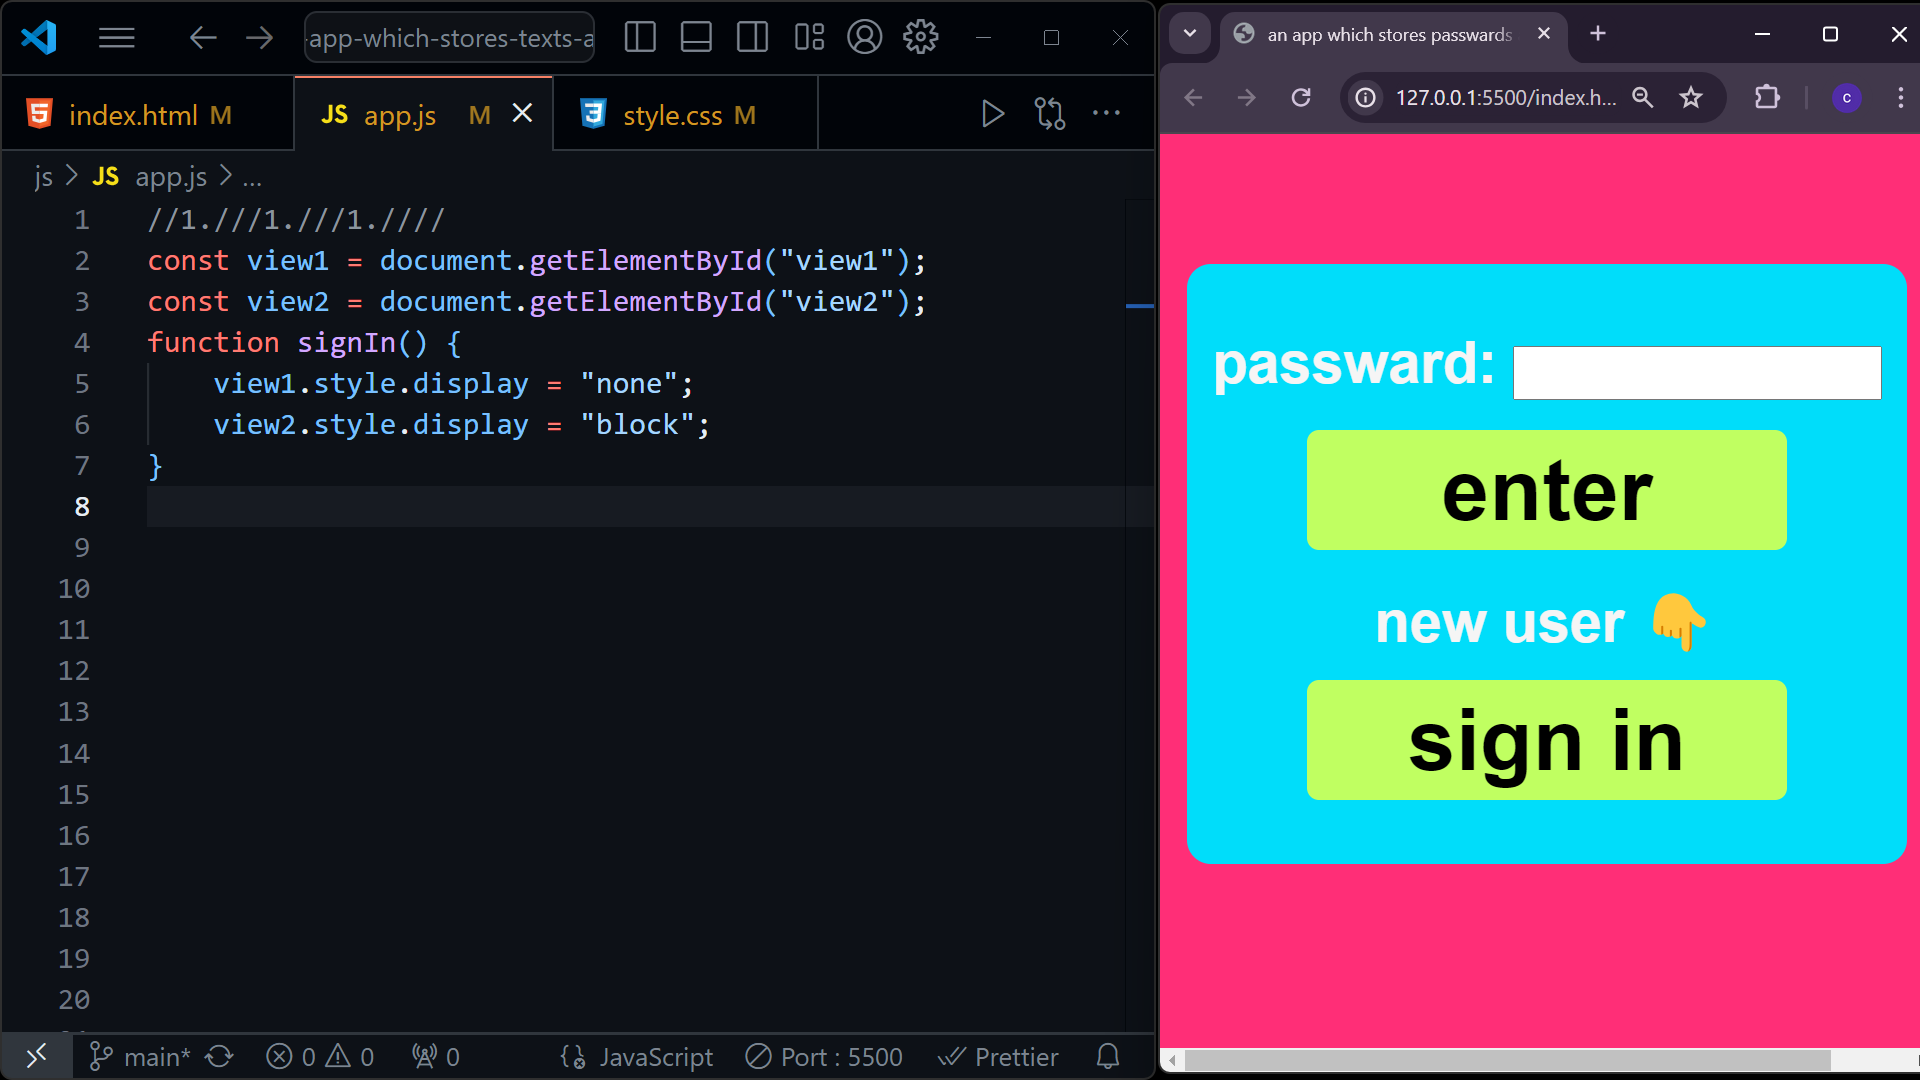 -app-which-stores-texts-a
index.html M
JS app.js M
style.css M
js > JS app.js > ...
1 //1.///1.///1.////
2 const view1 = document.getElementById("view1");
3 const view2 = document.getElementById("view2");
4 function signIn() {
5 view1.style.display = "none";
6 view2.style.display = "block";
7 }
8
9
10
11
12
13
14
15
16
17
18
19
20
main* 0 0 0 JavaScript Port : 5500 Prettier
an app which stores passwards
127.0.0.1:5500/index.h... c
passward:
enter
new user 👇
sign in